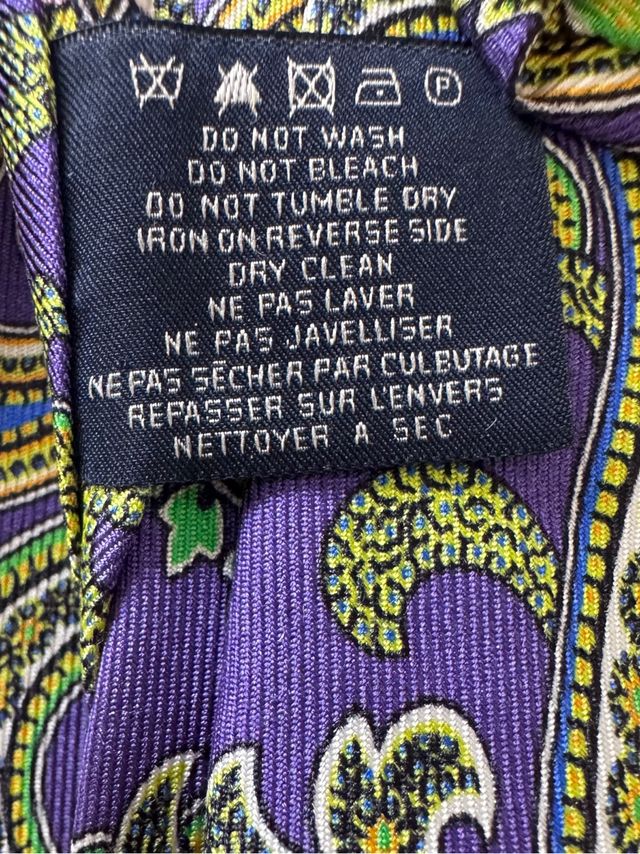 P
DO NOT WASH
DO NOT BLEACH
DO NOT TUMBLE DRY
IRON ON REVERSE SIDE
DRY CLEAN
NE PAS LAVER
NE PAS JAVELLISER
NE PAS SÉCHER PAR CULBUTAGE
REPASSER SUR L'ENVERS
NETTOYER A SEC